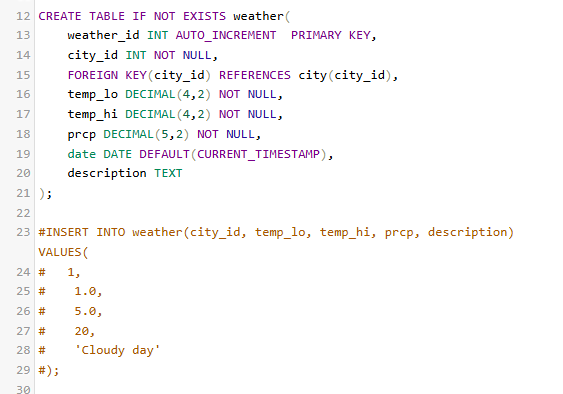 12 CREATE TABLE IF NOT EXISTS weather(
13     weather_id INT AUTO_INCREMENT  PRIMARY KEY,
14     city_id INT NOT NULL,
15     FOREIGN KEY(city_id) REFERENCES city(city_id),
16     temp_lo DECIMAL(4,2) NOT NULL,
17     temp_hi DECIMAL(4,2) NOT NULL,
18     prcp DECIMAL(5,2) NOT NULL,
19     date DATE DEFAULT(CURRENT_TIMESTAMP),
20     description TEXT
21 );
22
23 #INSERT INTO weather(city_id, temp_lo, temp_hi, prcp, description)
VALUES(
24 #   1,
25 #    1.0,
26 #    5.0,
27 #    20,
28 #    'Cloudy day'
29 #);
30